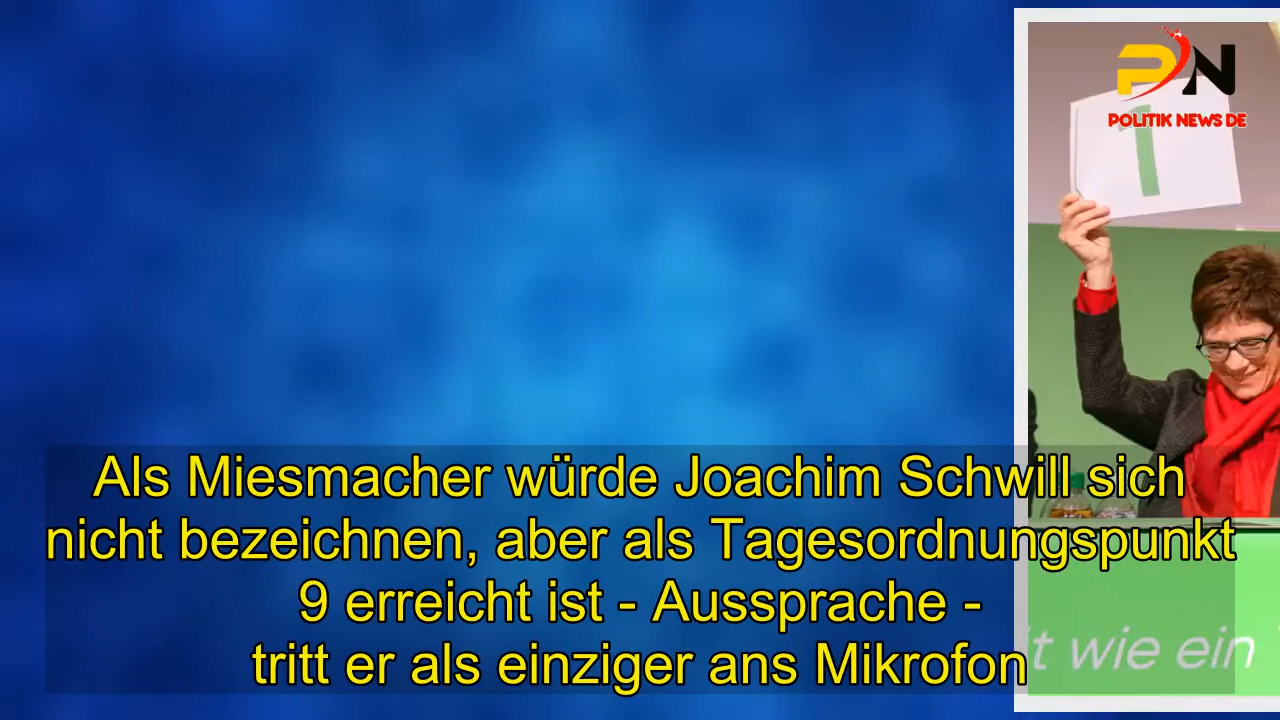 PN
POLITIK NEWS DE
1
Als Miesmacher würde Joachim Schwill sich
nicht bezeichnen, aber als Tagesordnungspunkt
9 erreicht ist - Aussprache -
tritt er als einziger ans Mikrofon
wie ein